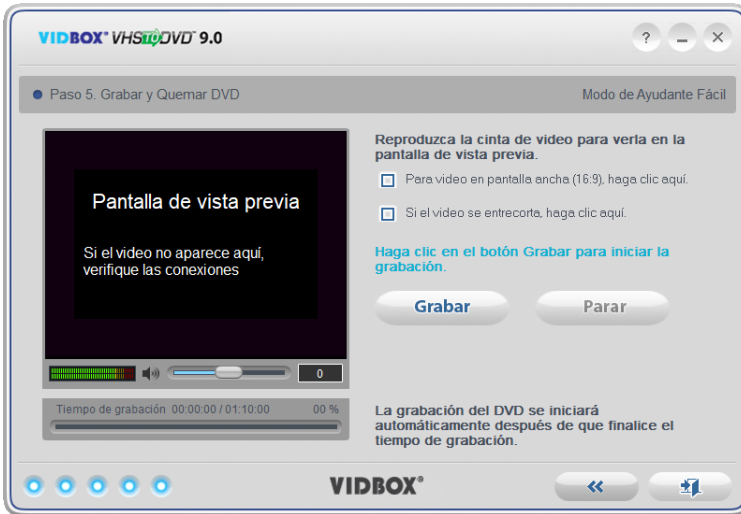 VIDBOX® VHSTODVD™ 9.0
?
Paso 5. Grabar y Quemar DVD
Modo de Ayudante Fácil
Pantalla de vista previa
Si el video no aparece aquí,
verifique las conexiones
0
Tiempo de grabación 00:00:00 / 01:10:00 00 %
Reproduzca la cinta de video para verla en la
pantalla de vista previa.
Para video en pantalla ancha (16:9), haga clic aquí.
Si el video se entrecorta, haga clic aquí.
Haga clic en el botón Grabar para iniciar la
grabación.
Grabar
Parar
La grabación del DVD se iniciará
automáticamente después de que finalice el
tiempo de grabación.
VIDBOX®